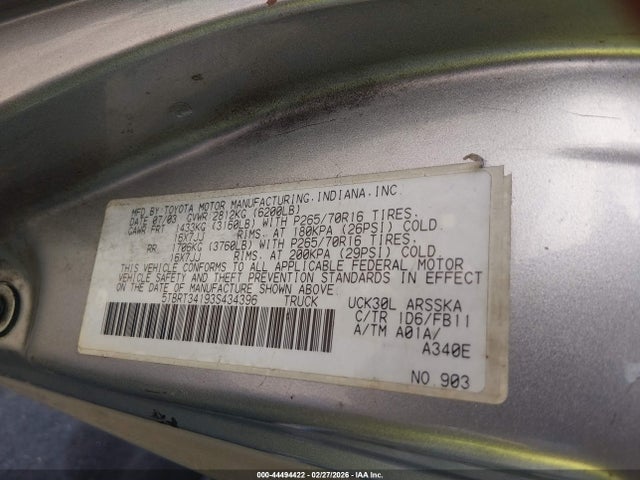 MFD. BY: TOYOTA MOTOR MANUFACTURING, INDIANA, INC.
DATE 07/03 GVWR 2812KG (6200LB)
GAWR FRT 1433KG (3160LB) WITH P265/70R16 TIRES,
16X7JJ RIMS, AT 180KPA (26PSI) COLD.
RR 1706KG (3760LB) WITH P265/70R16 TIRES,
16X7JJ RIMS, AT 200KPA (29PSI) COLD.
THIS VEHICLE CONFORMS TO ALL APPLICABLE FEDERAL MOTOR
VEHICLE SAFETY AND THEFT PREVENTION STANDARDS IN EFFECT
ON THE DATE OF MANUFACTURE SHOWN ABOVE.
5TBRT34193S434396 TRUCK
UCK30L ARSSKA
C/TR 1D6/FB11
A/TM A01A/
A340E
NO. 903
000-44494422 | 02/27/2026 - IAA Inc.